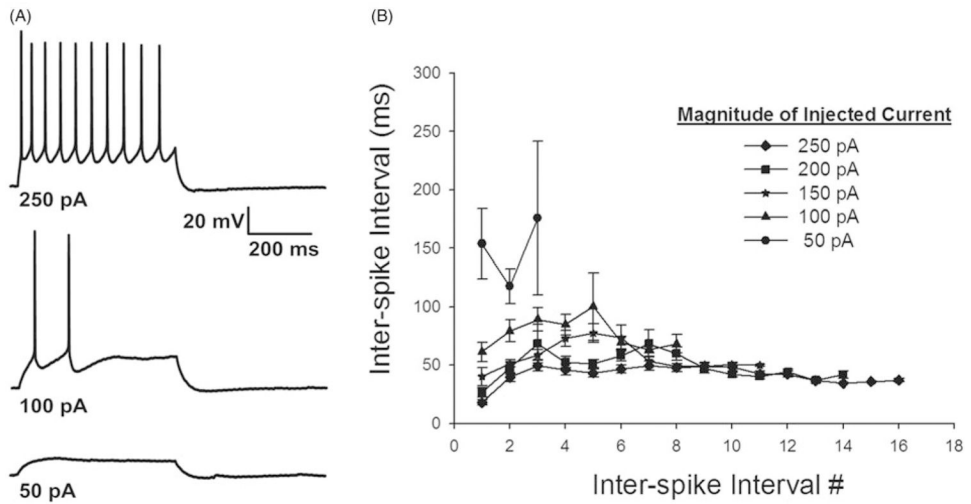 (A)
250 pA
20 mV
200 ms
100 pA
50 pA
(B)
Inter-spike Interval (ms)
300
250
200
150
100
50
0
Magnitude of Injected Current
250 pA
200 pA
150 pA
100 pA
50 pA
0 2 4 6 8 10 12 14 16 18
Inter-spike Interval #